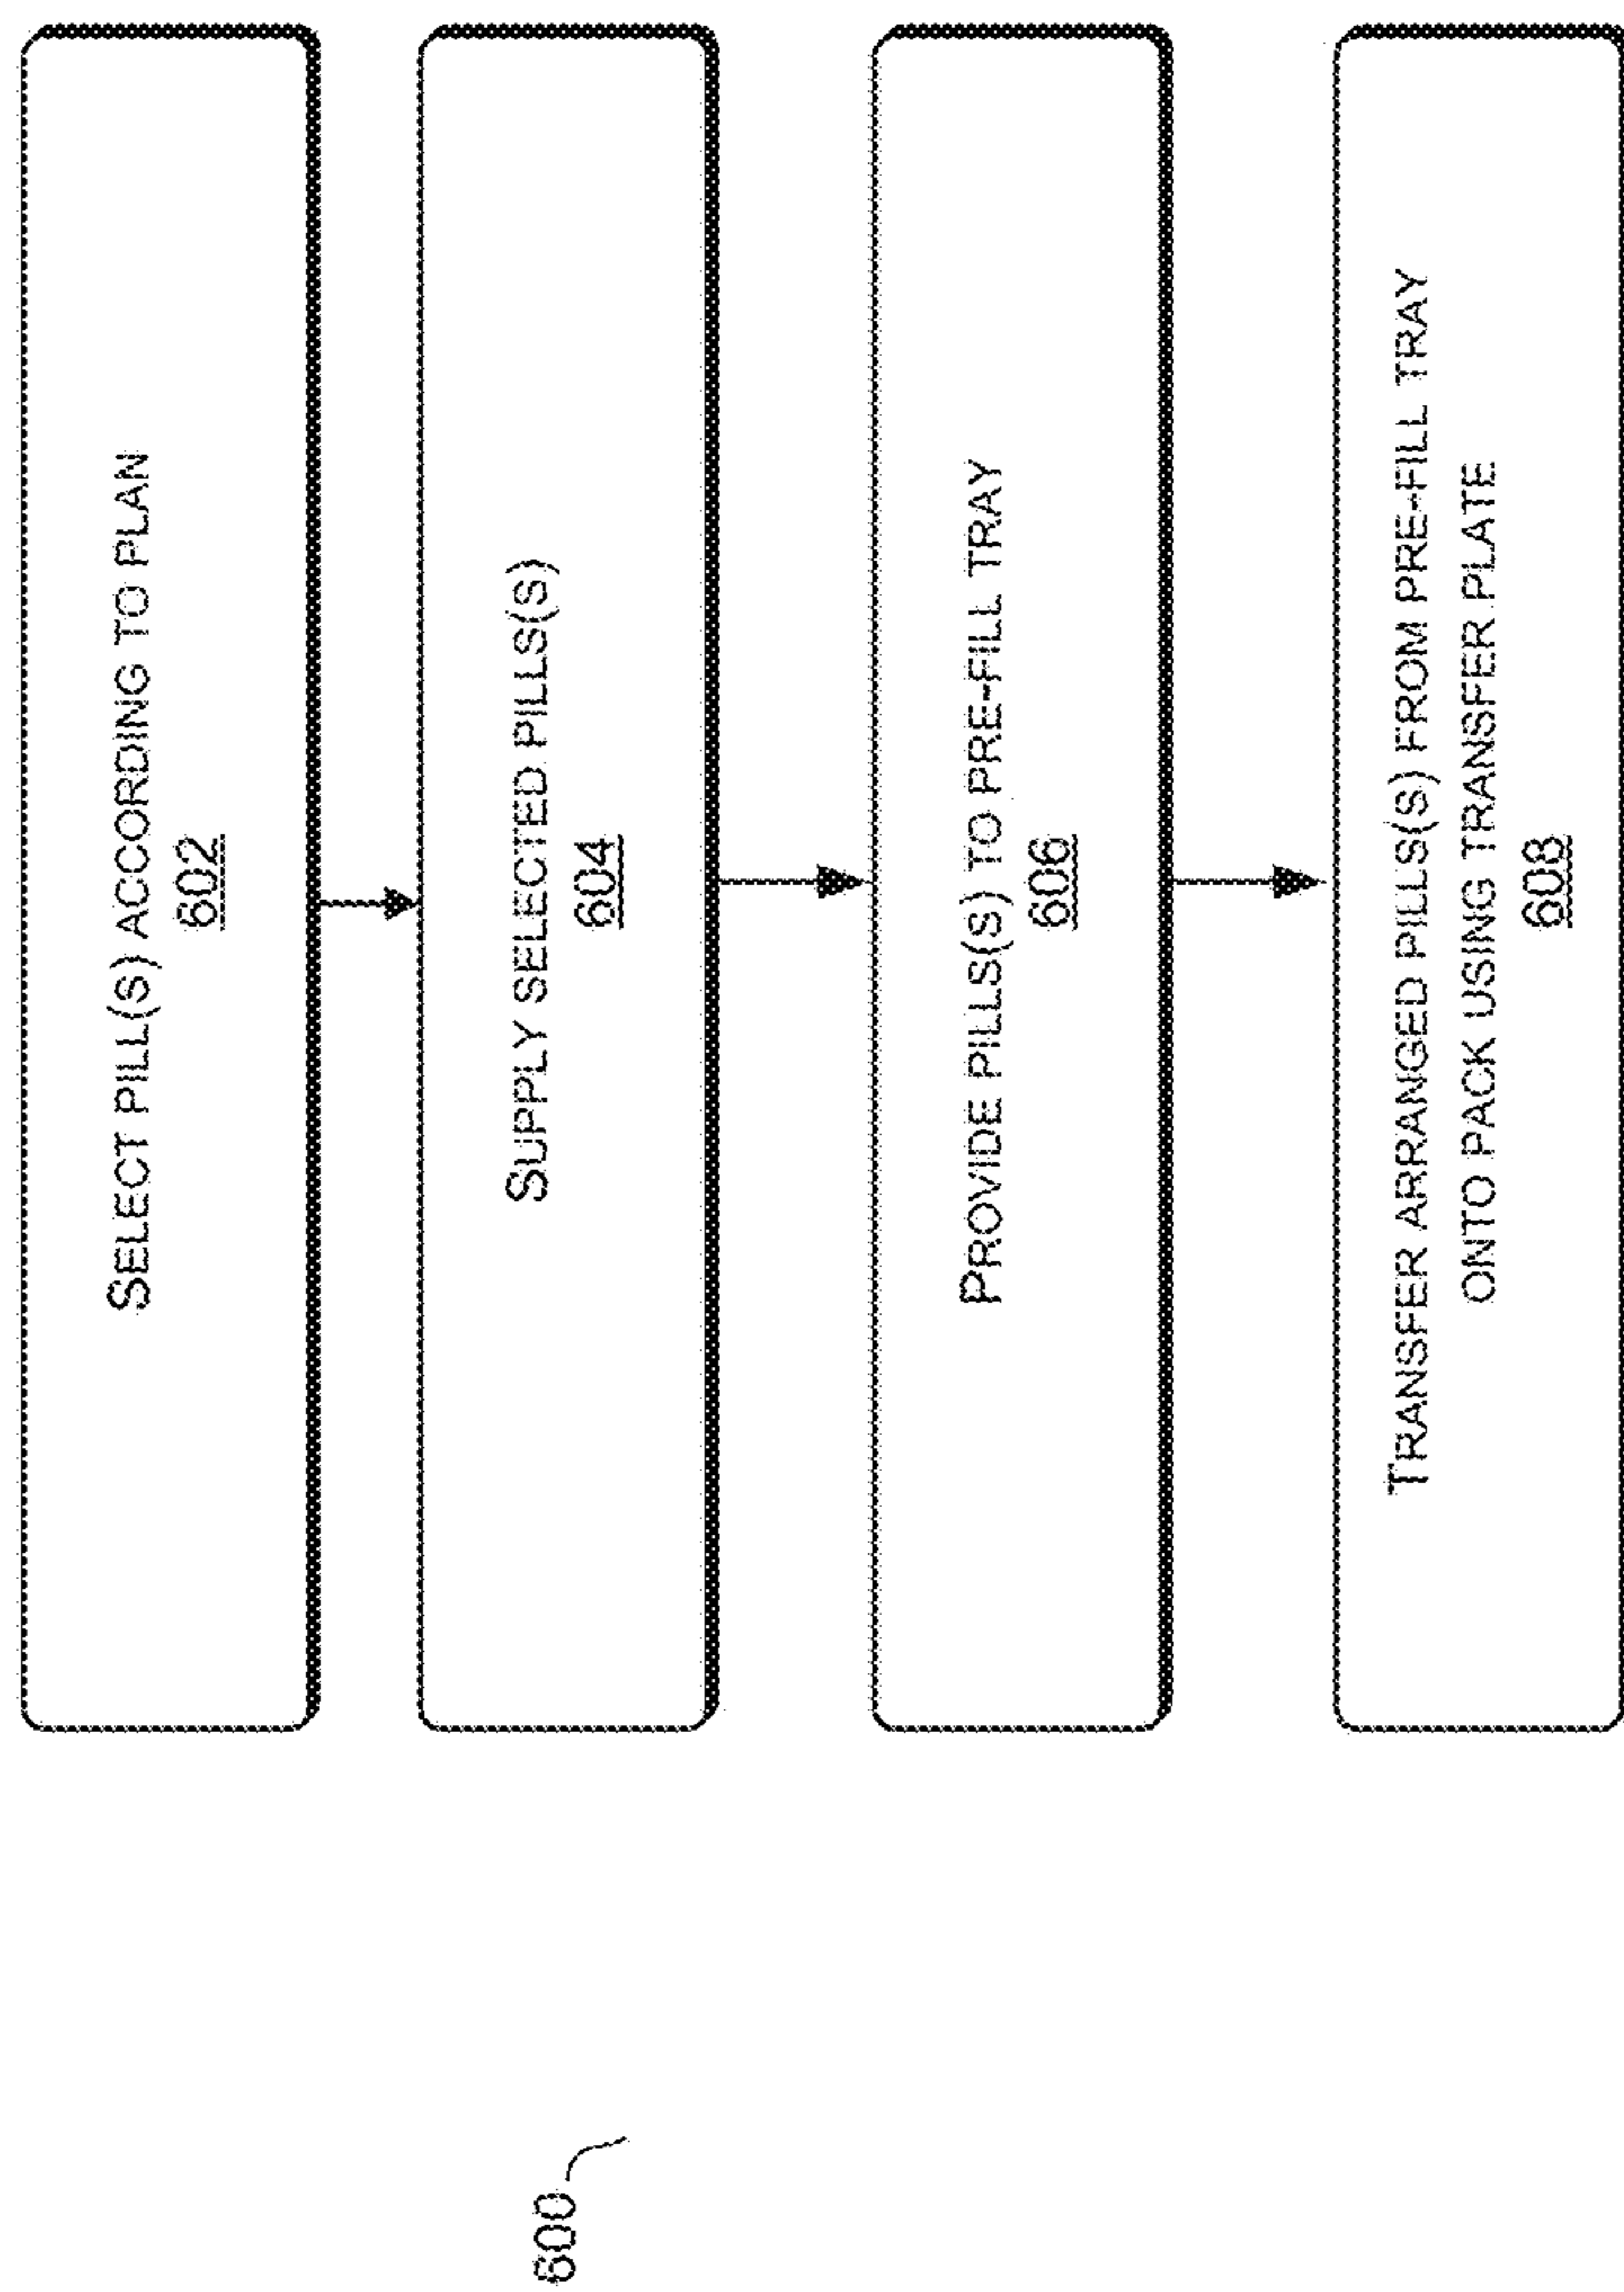 SELECT PILL(S) ACCORDING TO PLAN
602
SUPPLY SELECTED PILLS(S)
604
PROVIDE PILLS(S) TO PRE-FILL TRAY
606
TRANSFER ARRANGED PILLS(S) FROM PRE-FILL TRAY
ONTO PACK USING TRANSFER PLATE
608
600